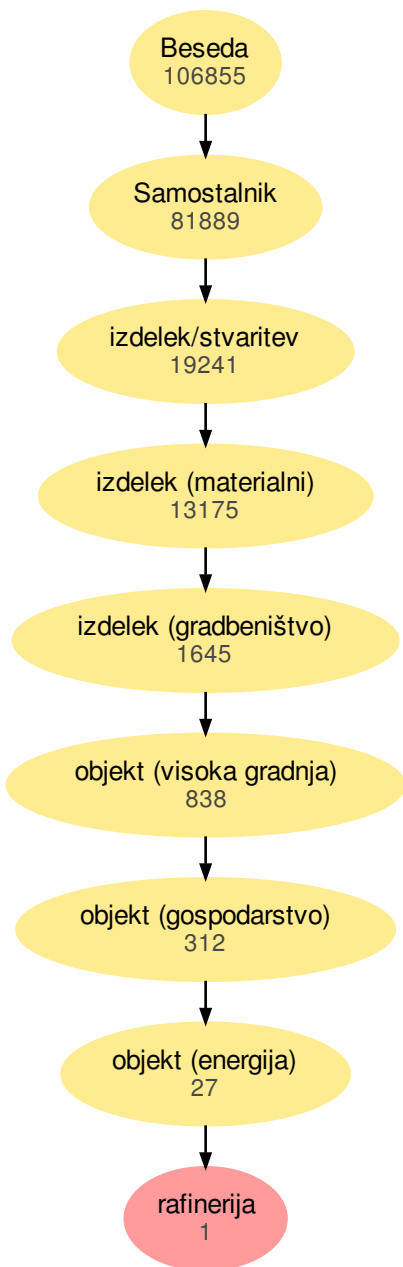 Beseda
106855
Samostalnik
81889
izdelek/stvaritev
19241
izdelek (materialni)
13175
izdelek (gradbeništvo)
1645
objekt (visoka gradnja)
838
objekt (gospodarstvo)
312
objekt (energija)
27
rafinerija
1